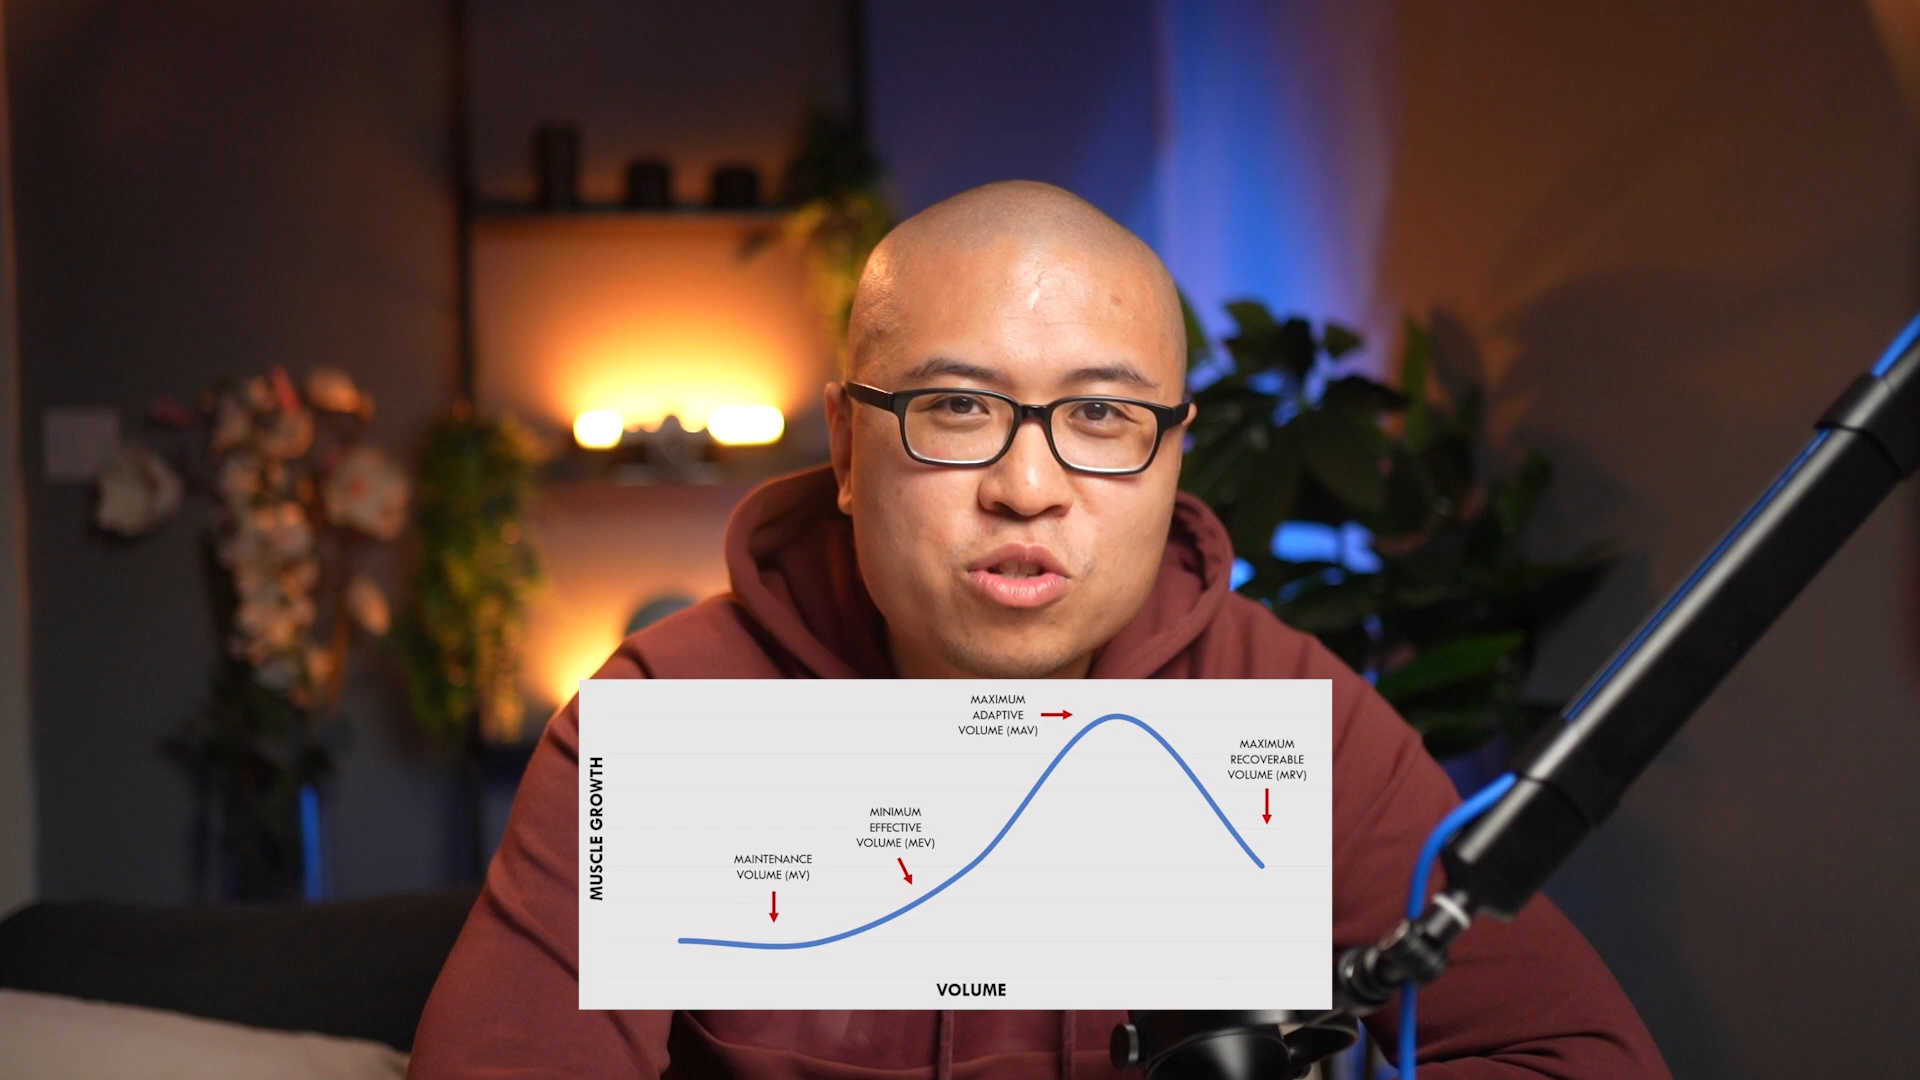 MAXIMUM
ADAPTIVE
VOLUME (MAV)
MAXIMUM
RECOVERABLE
VOLUME (MRV)
MINIMUM
EFFECTIVE
VOLUME (MEV)
MAINTENANCE
VOLUME (MV)
MUSCLE GROWTH
VOLUME